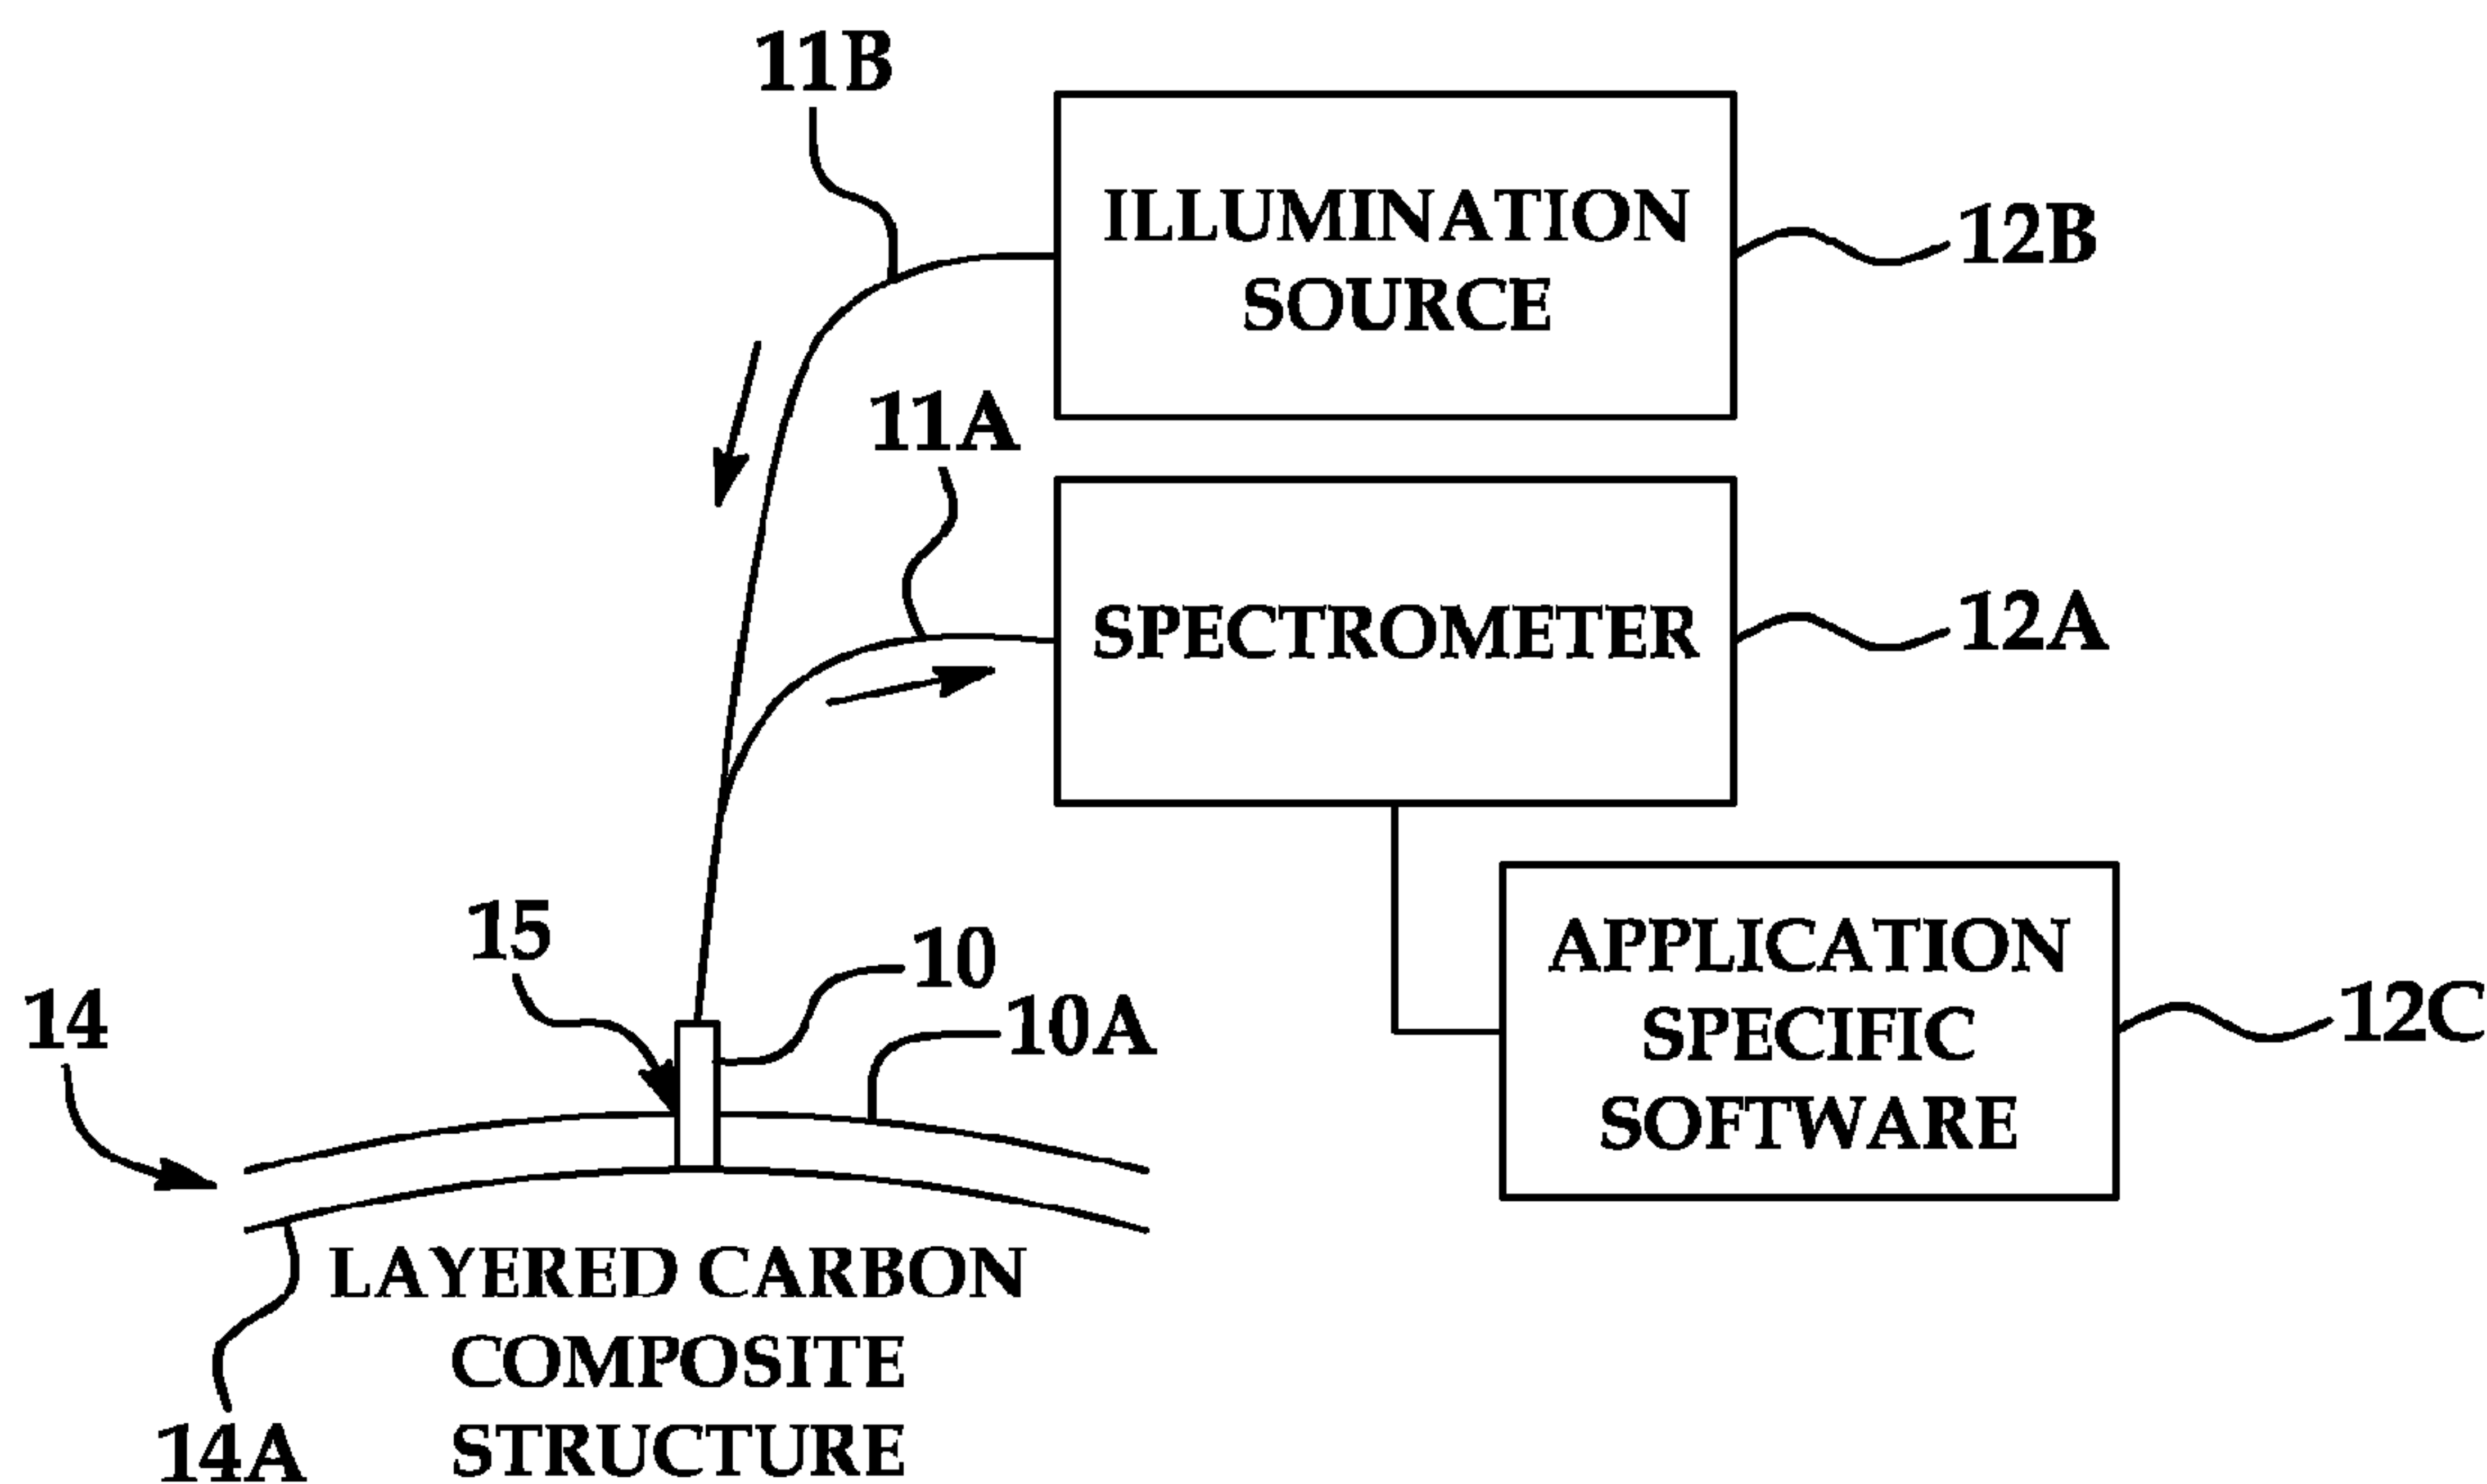 11B
ILLUMINATION
SOURCE
12B
11A
SPECTROMETER
12A
15
10
10A
14
APPLICATION
SPECIFIC
SOFTWARE
12C
LAYERED CARBON
COMPOSITE
STRUCTURE
14A